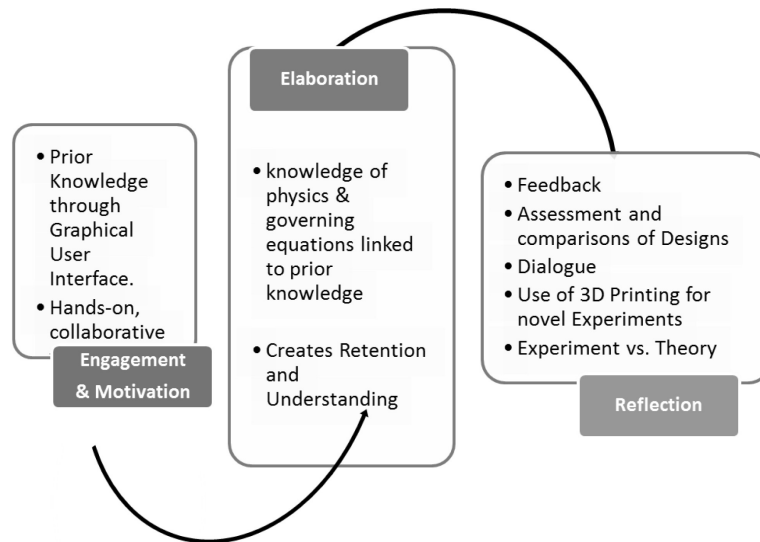 • Prior
Knowledge
through
Graphical
User
Interface.
• Hands-on,
collaborative
Engagement
& Motivation
Elaboration
• knowledge of
physics &
governing
equations linked
to prior
knowledge
• Creates Retention
and
Understanding
• Feedback
• Assessment and
comparisons of Designs
• Dialogue
• Use of 3D Printing for
novel Experiments
• Experiment vs. Theory
Reflection